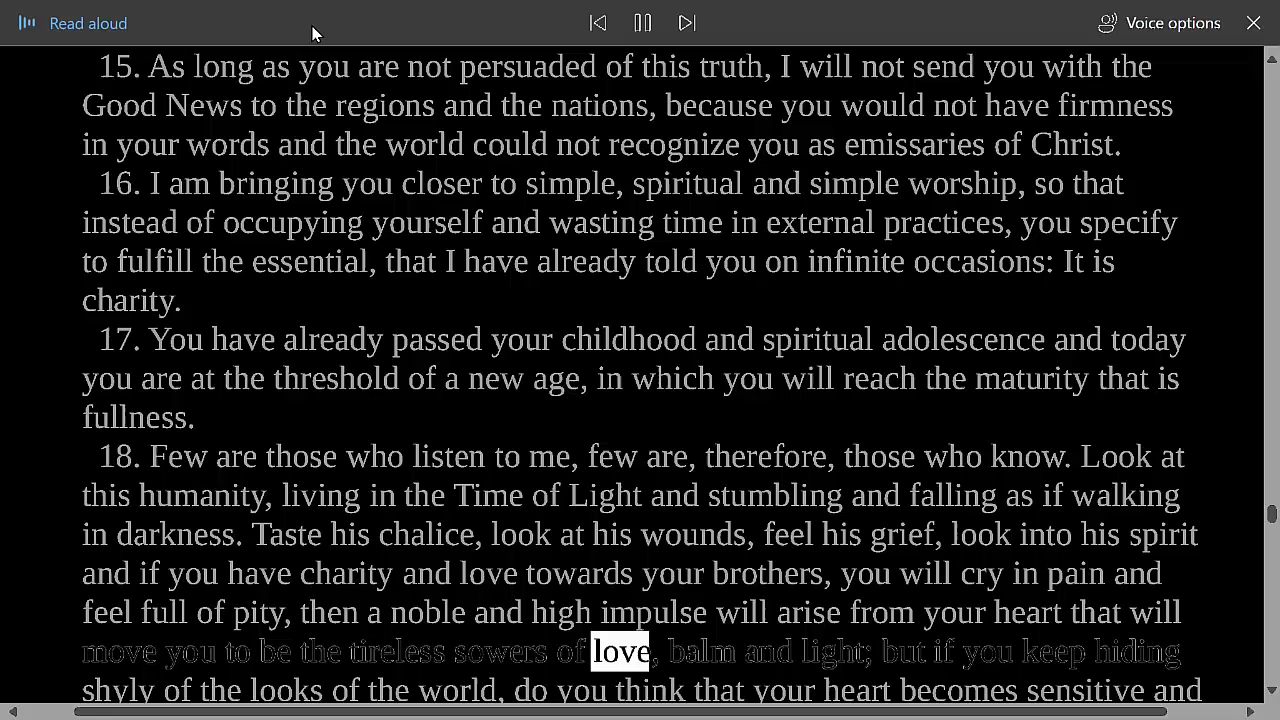 Read aloud
Voice options
15. As long as you are not persuaded of this truth, I will not send you with the
Good News to the regions and the nations, because you would not have firmness
in your words and the world could not recognize you as emissaries of Christ.
16. I am bringing you closer to simple, spiritual and simple worship, so that
instead of occupying yourself and wasting time in external practices, you specify
to fulfill the essential, that I have already told you on infinite occasions: It is
charity.
17. You have already passed your childhood and spiritual adolescence and today
you are at the threshold of a new age, in which you will reach the maturity that is
fullness.
18. Few are those who listen to me, few are, therefore, those who know. Look at
this humanity, living in the Time of Light and stumbling and falling as if walking
in darkness. Taste his chalice, look at his wounds, feel his grief, look into his spirit
and if you have charity and love towards your brothers, you will cry in pain and
feel full of pity, then a noble and high impulse will arise from your heart that will
move you to be the tireless sowers of love, balm and light; but if you keep hiding
shyly of the looks of the world, do you think that your heart becomes sensitive and